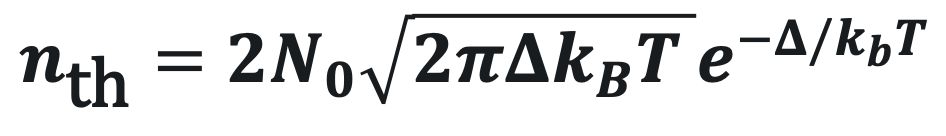 n_th = 2N_0√(2πΔk_BT) e^{−Δ/k_bT}